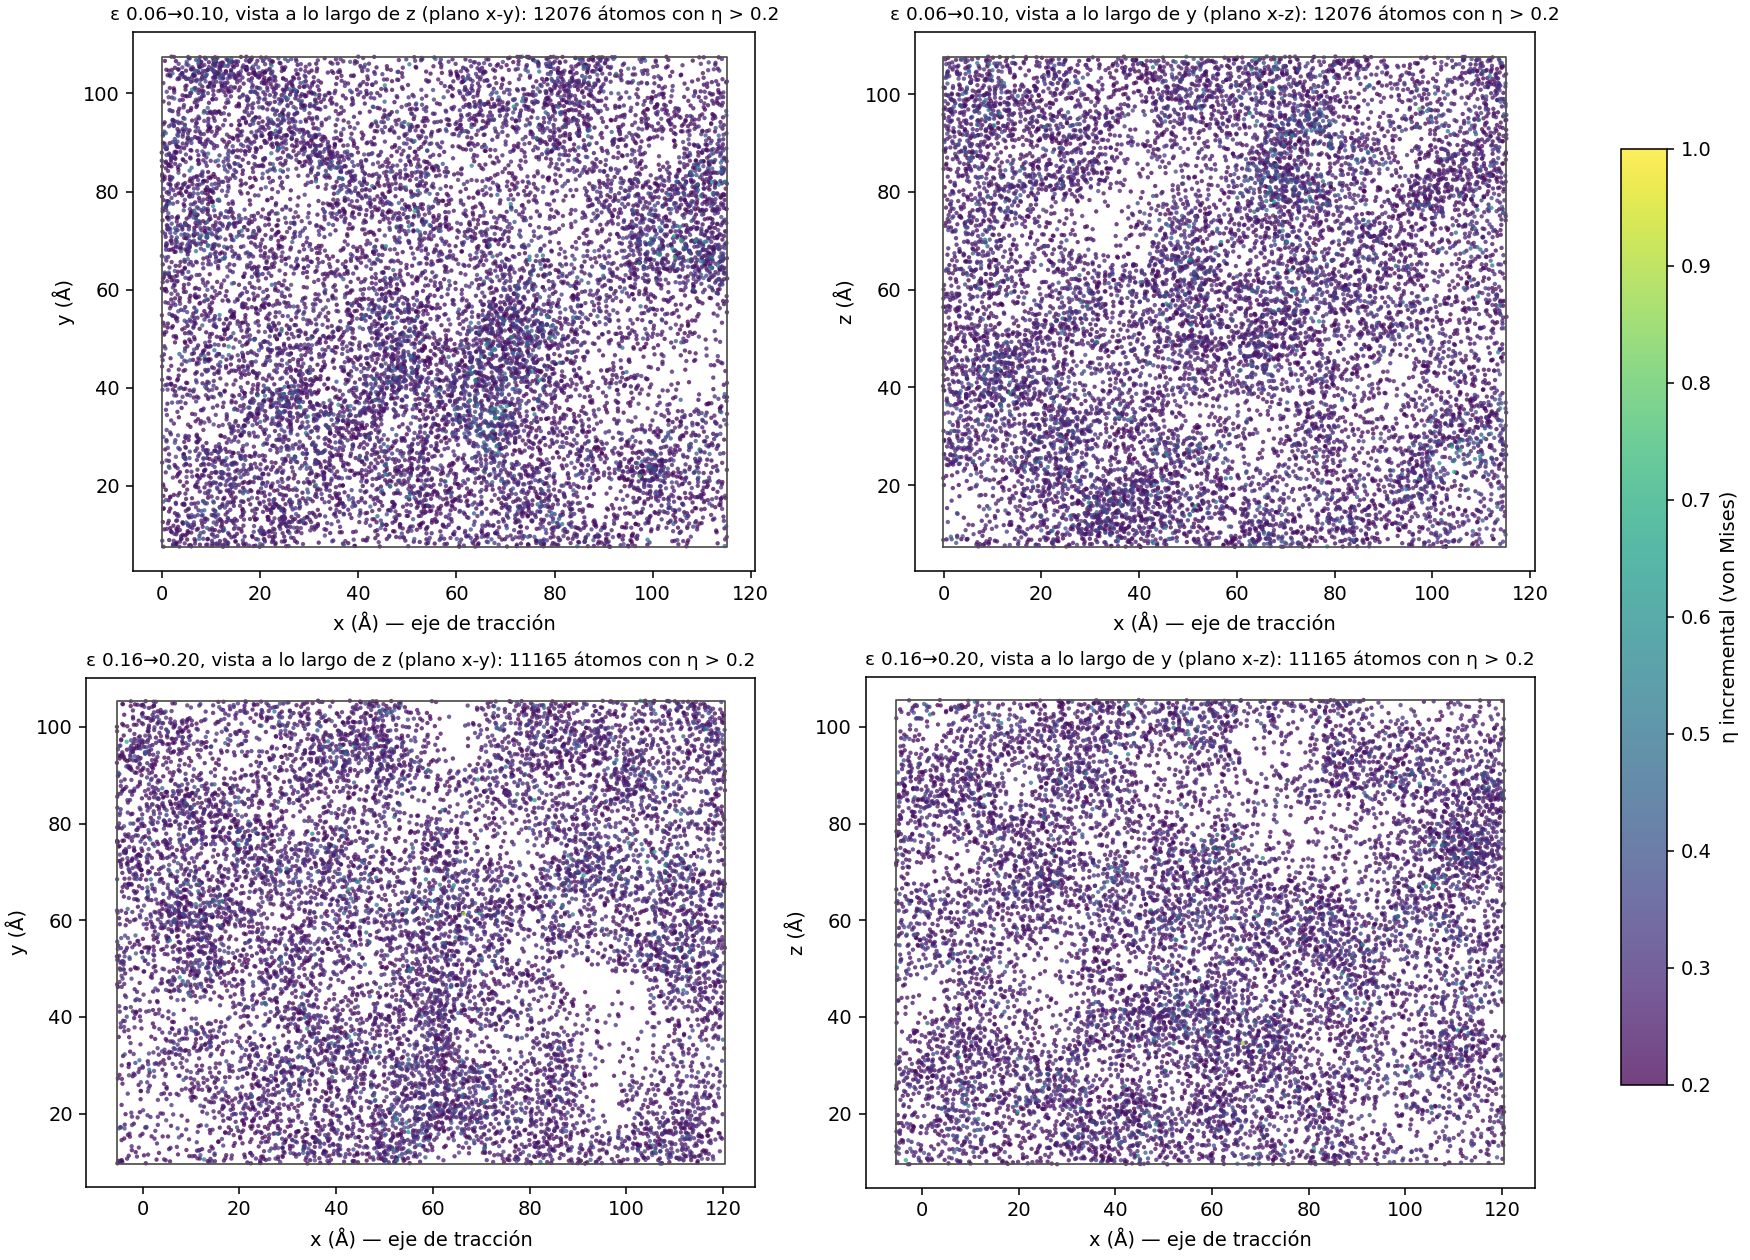 ε 0.06→0.10, vista a lo largo de z (plano x-y): 12076 átomos con η > 0.2
100
80
60
40
20
y (Å)
0 20 40 60 80 100 120
x (Å) — eje de tracción
ε 0.06→0.10, vista a lo largo de y (plano x-z): 12076 átomos con η > 0.2
100
80
60
40
20
z (Å)
0 20 40 60 80 100 120
x (Å) — eje de tracción
ε 0.16→0.20, vista a lo largo de z (plano x-y): 11165 átomos con η > 0.2
100
80
60
40
20
y (Å)
0 20 40 60 80 100 120
x (Å) — eje de tracción
ε 0.16→0.20, vista a lo largo de y (plano x-z): 11165 átomos con η > 0.2
100
80
60
40
20
z (Å)
0 20 40 60 80 100 120
x (Å) — eje de tracción
1.0
0.9
0.8
0.7
0.6
0.5
0.4
0.3
0.2
η incremental (von Mises)